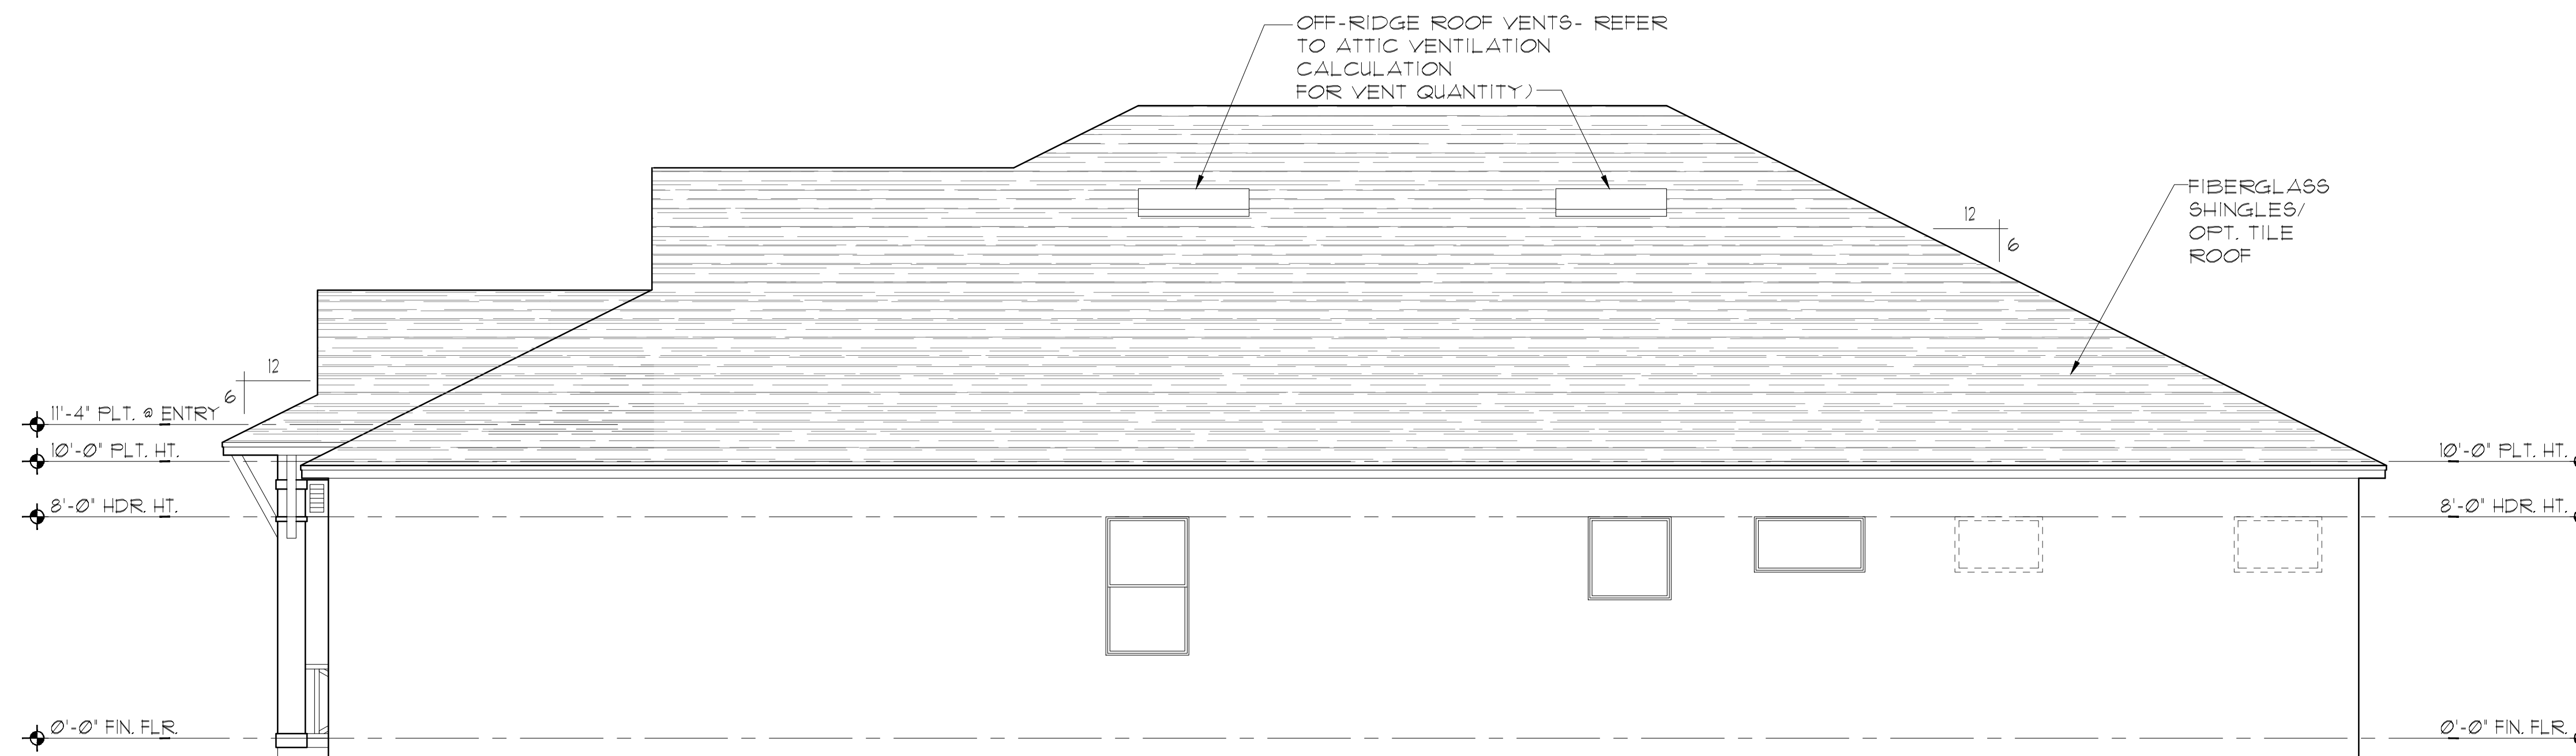 OFF-RIDGE ROOF VENTS- REFER
TO ATTIC VENTILATION
CALCULATION
FOR VENT QUANTITY)
FIBERGLASS
SHINGLES/
OPT. TILE
ROOF
12
6
12
6
11'-4" PLT. @ ENTRY
10'-0" PLT. HT.
10'-0" PLT. HT.
8'-0" HDR. HT.
8'-0" HDR. HT.
0'-0" FIN. FLR.
0'-0" FIN. FLR.